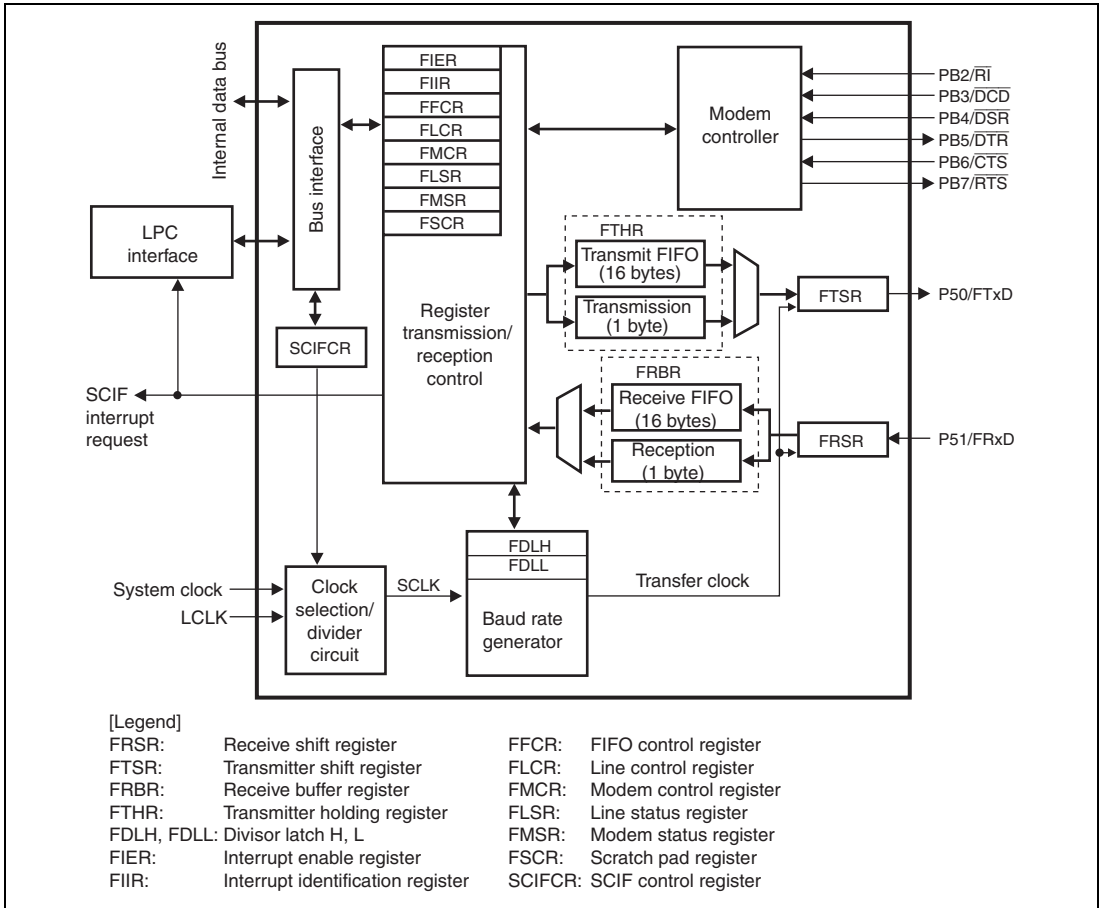 FIER
FIIR
FFCR
FLCR
FMCR
FLSR
FMSR
FSCR
Register
transmission/
reception
control
Internal data bus
Bus interface
LPC
interface
SCIFCR
SCIF
interrupt
request
Modem
controller
PB2/RI
PB3/DCD
PB4/DSR
PB5/DTR
PB6/CTS
PB7/RTS
FTHR
Transmit FIFO
(16 bytes)
Transmission
(1 byte)
FTSR
P50/FTxD
FRBR
Receive FIFO
(16 bytes)
Reception
(1 byte)
FRSR
P51/FRxD
System clock
LCLK
Clock
selection/
divider
circuit
SCLK
FDLH
FDLL
Baud rate
generator
Transfer clock
[Legend]
FRSR: Receive shift register
FTSR: Transmitter shift register
FRBR: Receive buffer register
FTHR: Transmitter holding register
FDLH, FDLL: Divisor latch H, L
FIER: Interrupt enable register
FIIR: Interrupt identification register
FFCR: FIFO control register
FLCR: Line control register
FMCR: Modem control register
FLSR: Line status register
FMSR: Modem status register
FSCR: Scratch pad register
SCIFCR: SCIF control register